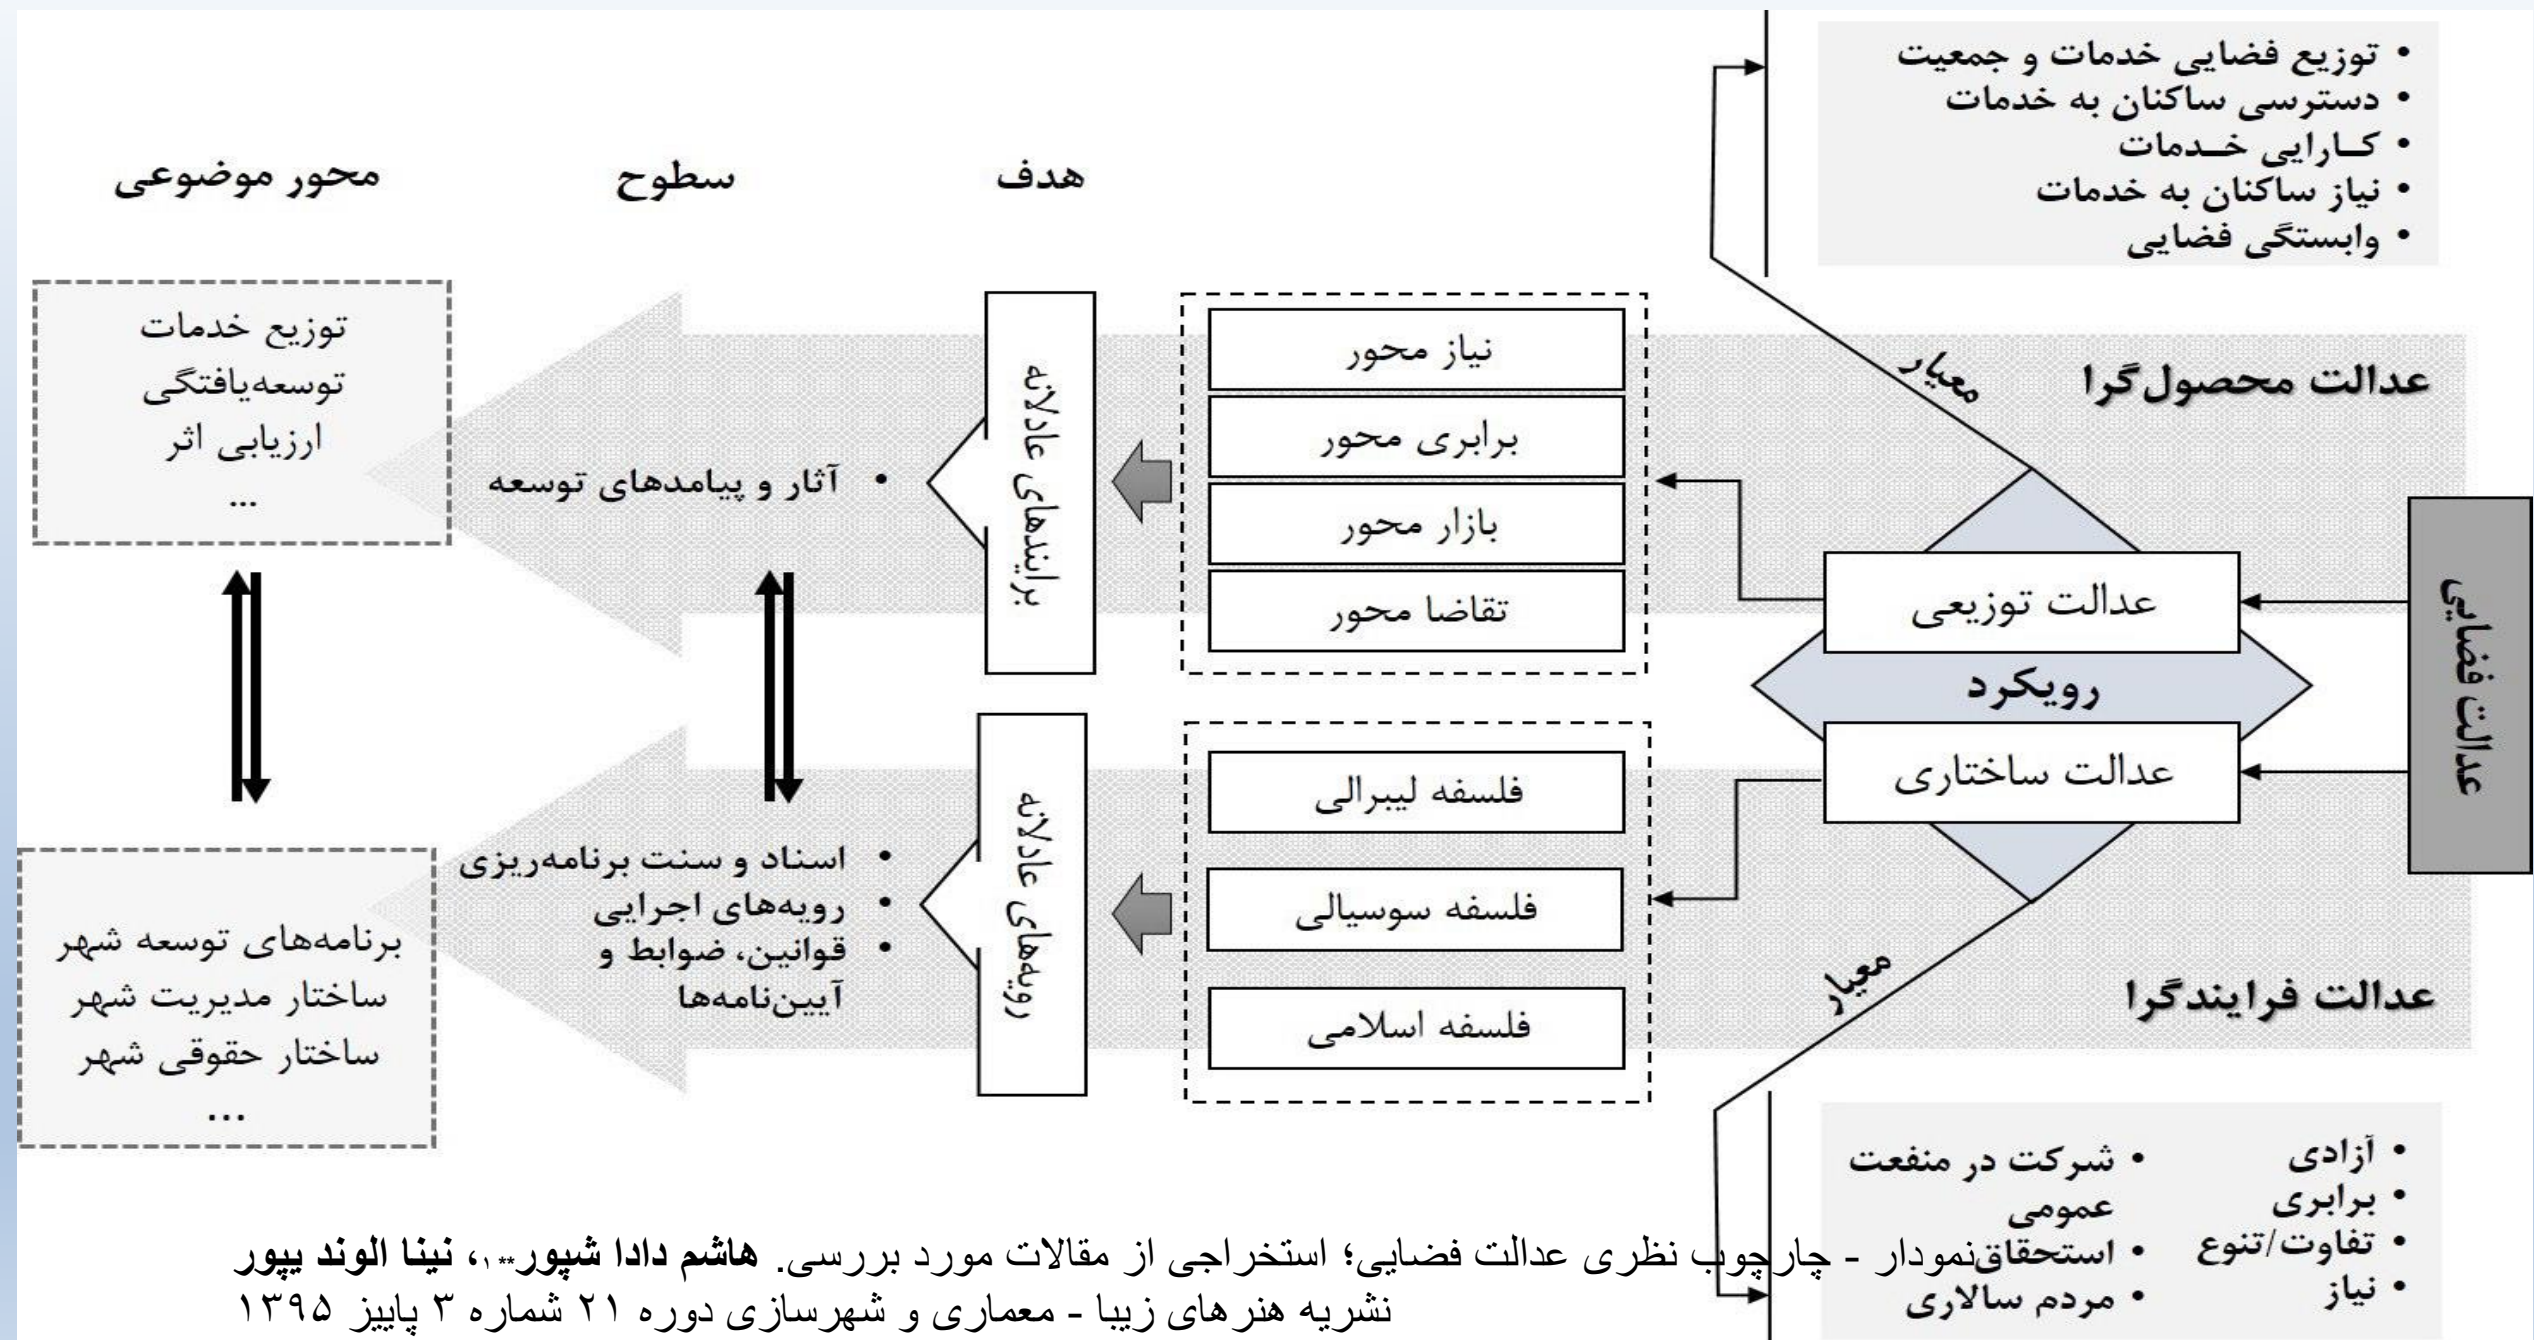 • توزیع فضایی خدمات و جمعیت
• دسترسی ساکنان به خدمات
• کـارایی خـدمات
• نیاز ساکنان به خدمات
• وابستگی فضایی
هدف
سطوح
محور موضوعی
عدالت فضایی
عدالت محصول‌گرا
معیار
عدالت توزیعی
رویکرد
عدالت ساختاری
معیار
عدالت فرایندگرا
نیاز محور
برابری محور
بازار محور
تقاضا محور
برایندهای عادلانه
• آثار و پیامدهای توسعه
توزیع خدمات
توسعه‌یافتگی
ارزیابی اثر
...
فلسفه لیبرالی
فلسفه سوسیالی
فلسفه اسلامی
رویه‌های عادلانه
• اسناد و سنت برنامه‌ریزی
• رویه‌های اجرایی
• قوانین، ضوابط و
آیین‌نامه‌ها
برنامه‌های توسعه شهر
ساختار مدیریت شهر
ساختار حقوقی شهر
...
• آزادی
• برابری
• تفاوت/تنوع
• نیاز
• شرکت در منفعت
عمومی
• استحقاق
• مردم سالاری
نمودار - چارچوب نظری عدالت فضایی؛ استخراجی از مقالات مورد بررسی. هاشم دادا شپور**۱، نینا الوند یپور
نشریه هنرهای زیبا - معماری و شهرسازی دوره ۲۱ شماره ۳ پاییز ۱۳۹۵